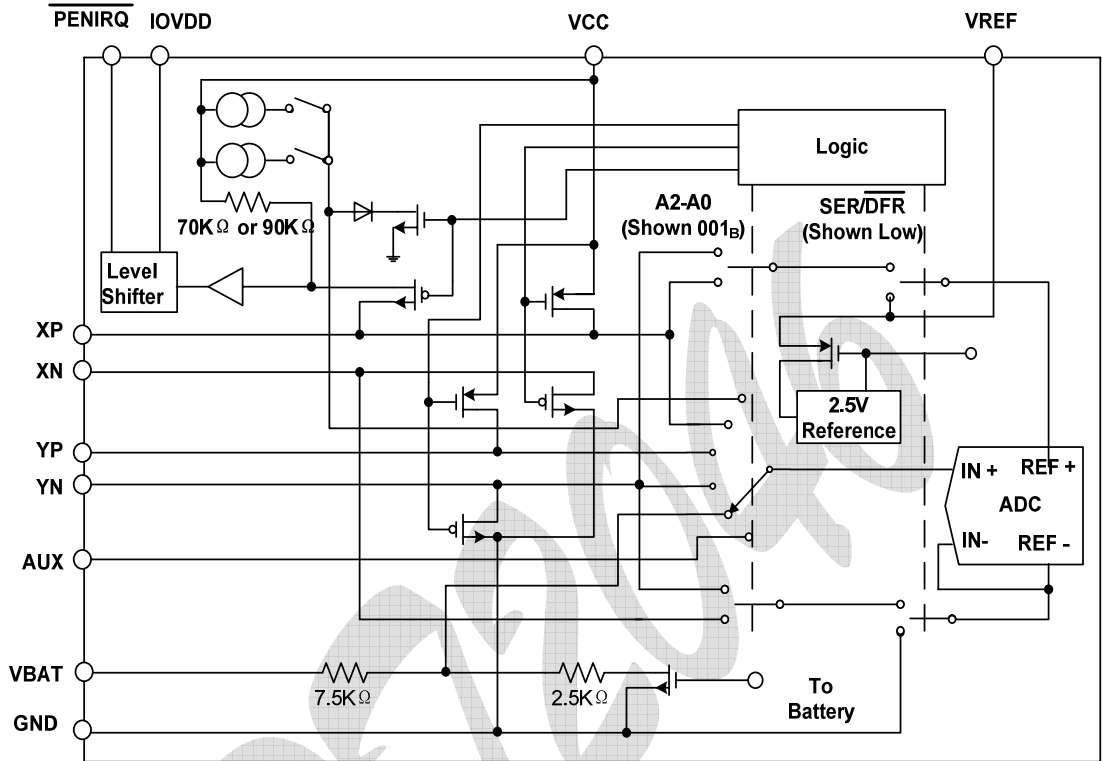 PENIRQ IOVDD VCC VREF
Logic
A2-A0
(Shown 001B)
SER/DFR
(Shown Low)
70KΩ or 90KΩ
Level
Shifter
XP
XN
2.5V
Reference
YP
YN
IN + REF +
ADC
IN- REF -
AUX
VBAT
7.5KΩ
2.5KΩ
To
Battery
GND